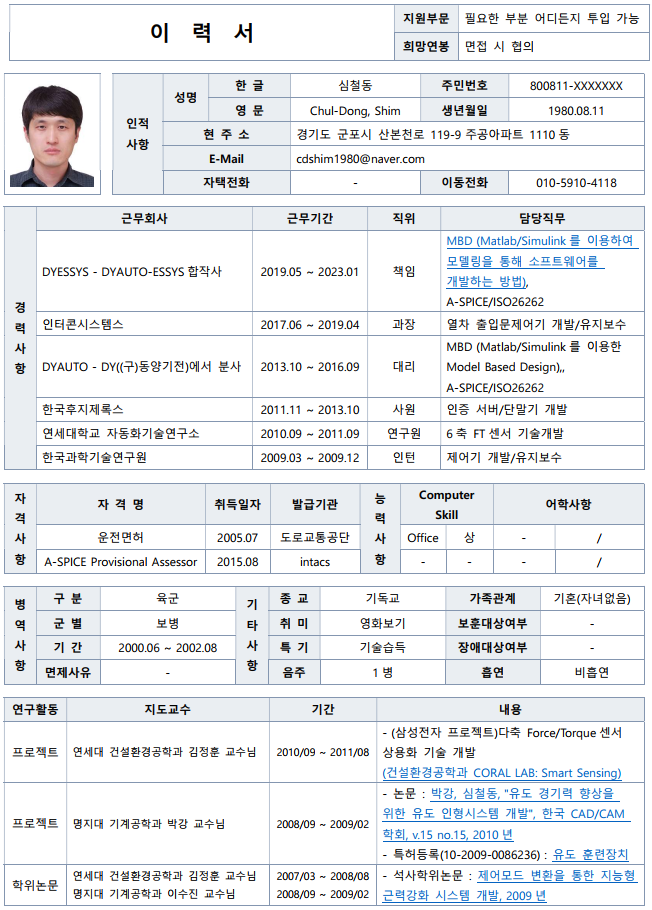 이 력 서
지원부문 필요한 부분 어디든지 투입 가능
희망연봉 면접 시 협의
인적
사항
성명 한 글 심철동 주민번호 800811-XXXXXXX
영 문 Chul-Dong, Shim 생년월일 1980.08.11
현 주 소 경기도 군포시 산본천로 119-9 주공아파트 1110 동
E-Mail cdshim1980@naver.com
자택전화 - 이동전화 010-5910-4118
경
력
사
항
근무회사 근무기간 직위 담당직무
DYESSYS - DYAUTO-ESSYS 합작사 2019.05 ~ 2023.01 책임
MBD (Matlab/Simulink 를 이용하여
모델링을 통해 소프트웨어를
개발하는 방법),
A-SPICE/ISO26262
인터콘시스템스 2017.06 ~ 2019.04 과장 열차 출입문제어기 개발/유지보수
DYAUTO - DY((구)동양기전)에서 분사 2013.10 ~ 2016.09 대리
MBD (Matlab/Simulink 를 이용한
Model Based Design),,
A-SPICE/ISO26262
한국후지제록스 2011.11 ~ 2013.10 사원 인증 서버/단말기 개발
연세대학교 자동화기술연구소 2010.09 ~ 2011.09 연구원 6 축 FT 센서 기술개발
한국과학기술연구원 2009.03 ~ 2009.12 인턴 제어기 개발/유지보수
자
격
사
항
자 격 명 취득일자 발급기관
운전면허 2005.07 도로교통공단
A-SPICE Provisional Assessor 2015.08 intacs
능
력
사
항
Computer
Skill
어학사항
Office 상 - /
- - - /
병
역
사
항
구 분 육군
군 별 보병
기 간 2000.06 ~ 2002.08
면제사유 -
기
타
사
항
종 교 기독교 가족관계 기혼(자녀없음)
취 미 영화보기 보훈대상여부 -
특 기 기술습득 장애대상여부 -
음주 1 병 흡연 비흡연
연구활동 지도교수 기간 내용
프로젝트 연세대 건설환경공학과 김정훈 교수님 2010/09 ~ 2011/08
- (삼성전자 프로젝트)다축 Force/Torque 센서
상용화 기술 개발
(건설환경공학과 CORAL LAB: Smart Sensing)
프로젝트 명지대 기계공학과 박강 교수님 2008/09 ~ 2009/02
- 논문 : 박강, 심철동, "유도 경기력 향상을
위한 유도 인형시스템 개발", 한국 CAD/CAM
학회, v.15 no.15, 2010 년
- 특허등록(10-2009-0086236) : 유도 훈련장치
학위논문
연세대 건설환경공학과 김정훈 교수님 2007/03 ~ 2008/08
명지대 기계공학과 이수진 교수님 2008/09 ~ 2009/02
- 석사학위논문 : 제어모드 변환을 통한 지능형
근력강화 시스템 개발, 2009 년